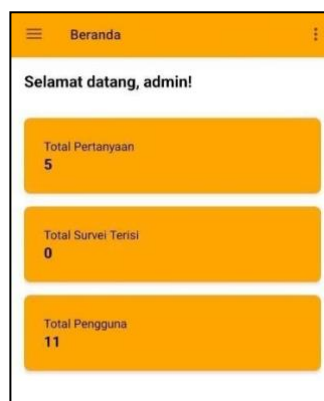 Beranda
Selamat datang, admin!
Total Pertanyaan
5
Total Survei Terisi
0
Total Pengguna
11